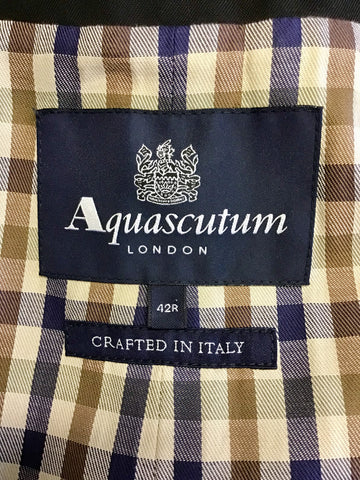 Aquascutum
LONDON
42R
CRAFTED IN ITALY